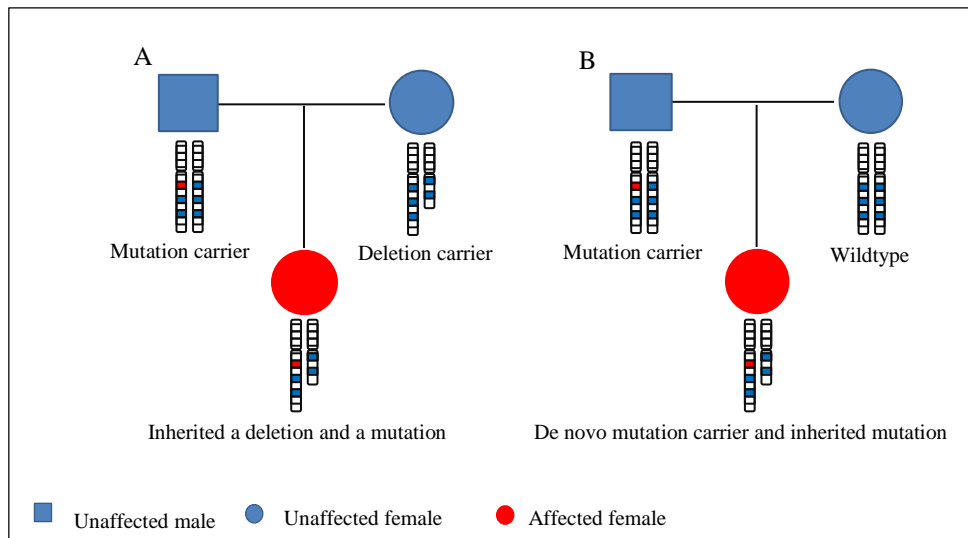 A
B
Mutation carrier
Deletion carrier
Mutation carrier
Wildtype
Inherited a deletion and a mutation
De novo mutation carrier and inherited mutation
Unaffected male
Unaffected female
Affected female